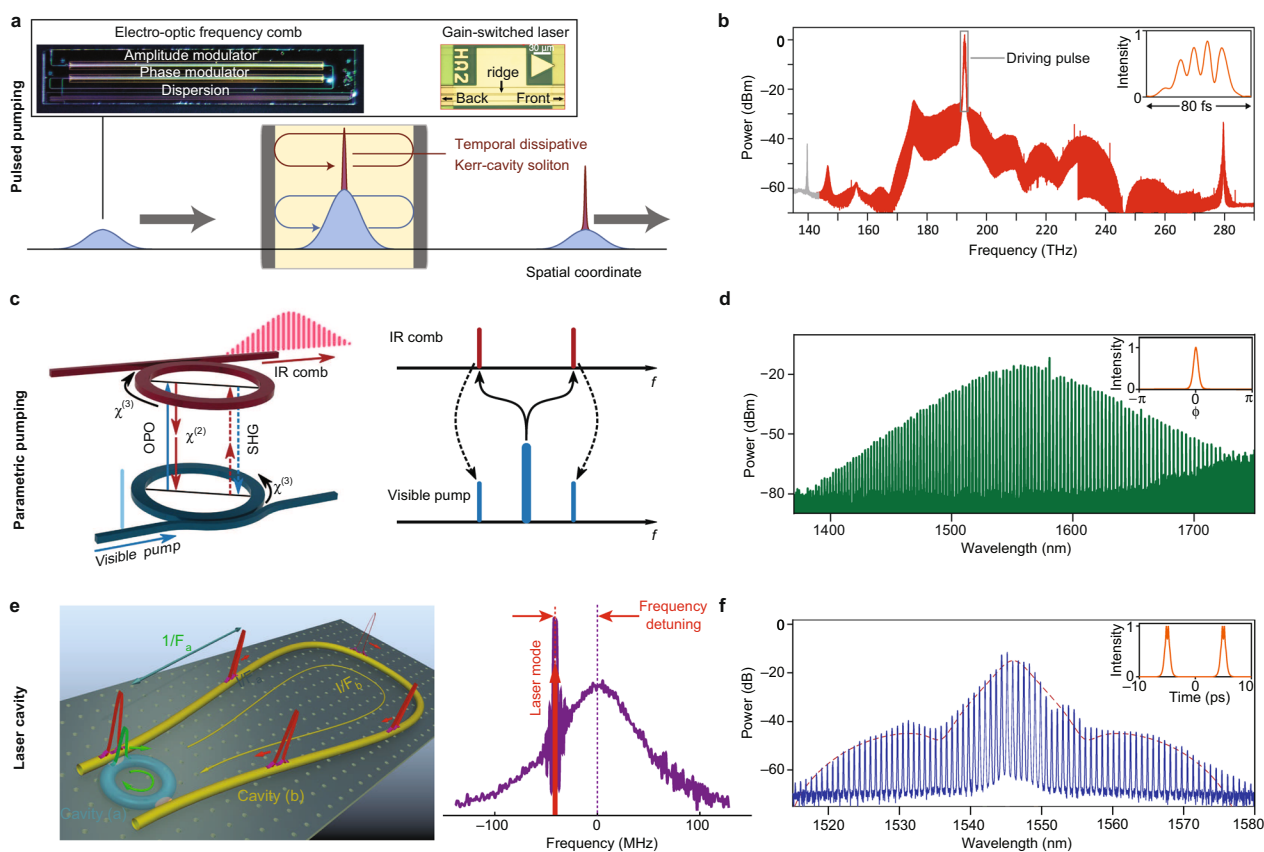 a
Electro-optic frequency comb
Amplitude modulator
Phase modulator
Dispersion
Gain-switched laser
HΩ2
30 μm
ridge
Back
Front
Pulsed pumping
Temporal dissipative
Kerr-cavity soliton
Spatial coordinate
b
Driving pulse
Intensity
1
0
80 fs
Power (dBm)
0
−20
−40
−60
140 160 180 200 220 240 260 280
Frequency (THz)
c
Parametric pumping
IR comb
χ(3)
OPO
χ(2)
SHG
χ(3)
Visible pump
IR comb
f
Visible pump
f
d
Intensity
1
0
−π 0 π
ϕ
Power (dBm)
−20
−50
−80
1400 1500 1600 1700
Wavelength (nm)
e
Laser cavity
1/Fa
1/Fb
Cavity (b)
Cavity (a)
Laser mode
Frequency
detuning
−100 0 100
Frequency (MHz)
f
Intensity
1
0
−10 10
Time (ps)
Power (dB)
0
−20
−40
−60
1520 1530 1540 1550 1560 1570 1580
Wavelength (nm)